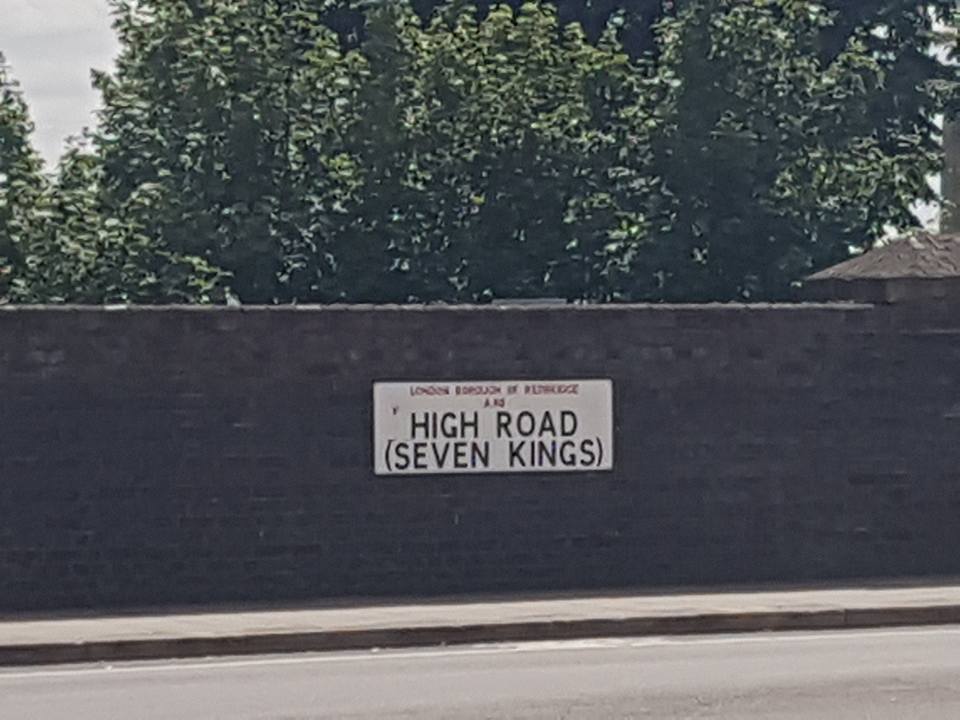 LONDON BOROUGH OF REDBRIDGE
HIGH ROAD
(SEVEN KINGS)